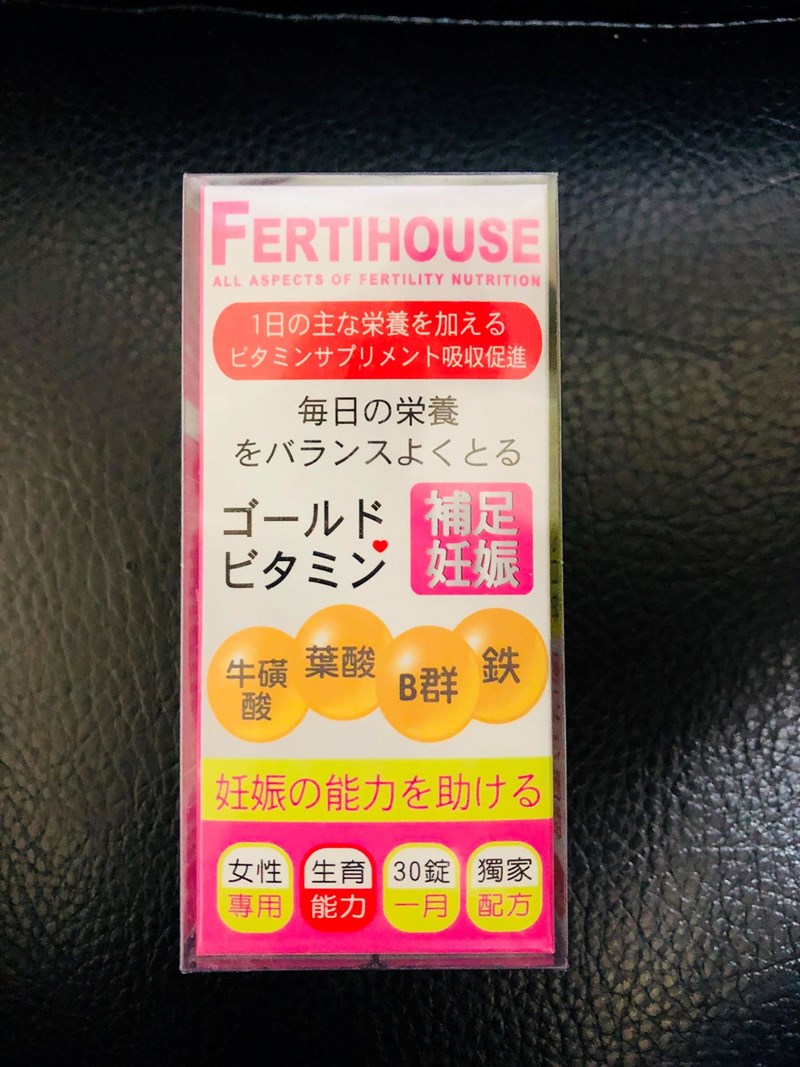 FERTIHOUSE
ALL ASPECTS OF FERTILITY NUTRITION
1日の主な栄養を加える
ビタミンサプリメント吸収促進
毎日の栄養
をバランスよくとる
ゴールド
ビタミン
補足
妊娠
牛磺
酸
葉酸
B群
鉄
妊娠の能力を助ける
女性
專用
生育
能力
30錠
一月
獨家
配方